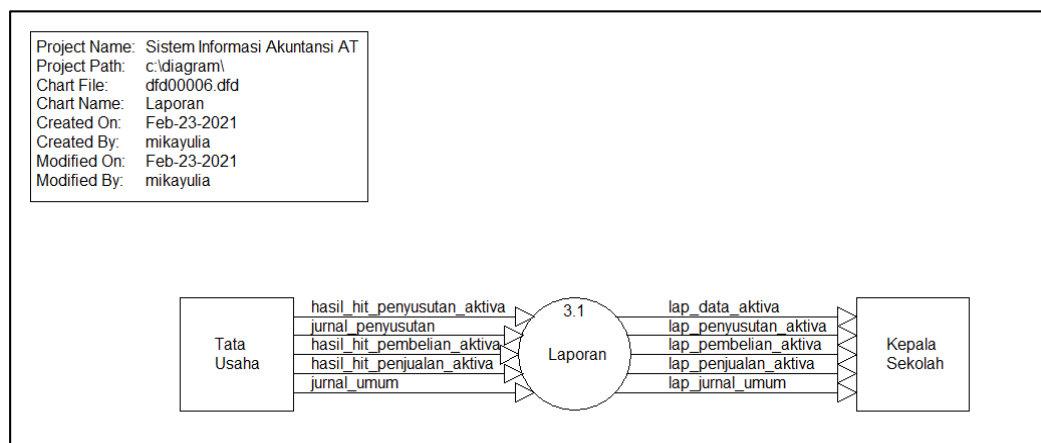 Project Name: Sistem Informasi Akuntansi AT
Project Path: c:\diagram\
Chart File: dfd00006.dfd
Chart Name: Laporan
Created On: Feb-23-2021
Created By: mikayulia
Modified On: Feb-23-2021
Modified By: mikayulia
Tata
Usaha
hasil_hit_penyusutan_aktiva
jurnal_penyusutan
hasil_hit_pembelian_aktiva
hasil_hit_penjualan_aktiva
jurnal_umum
3.1
Laporan
lap_data_aktiva
lap_penyusutan_aktiva
lap_pembelian_aktiva
lap_penjualan_aktiva
lap_jurnal_umum
Kepala
Sekolah